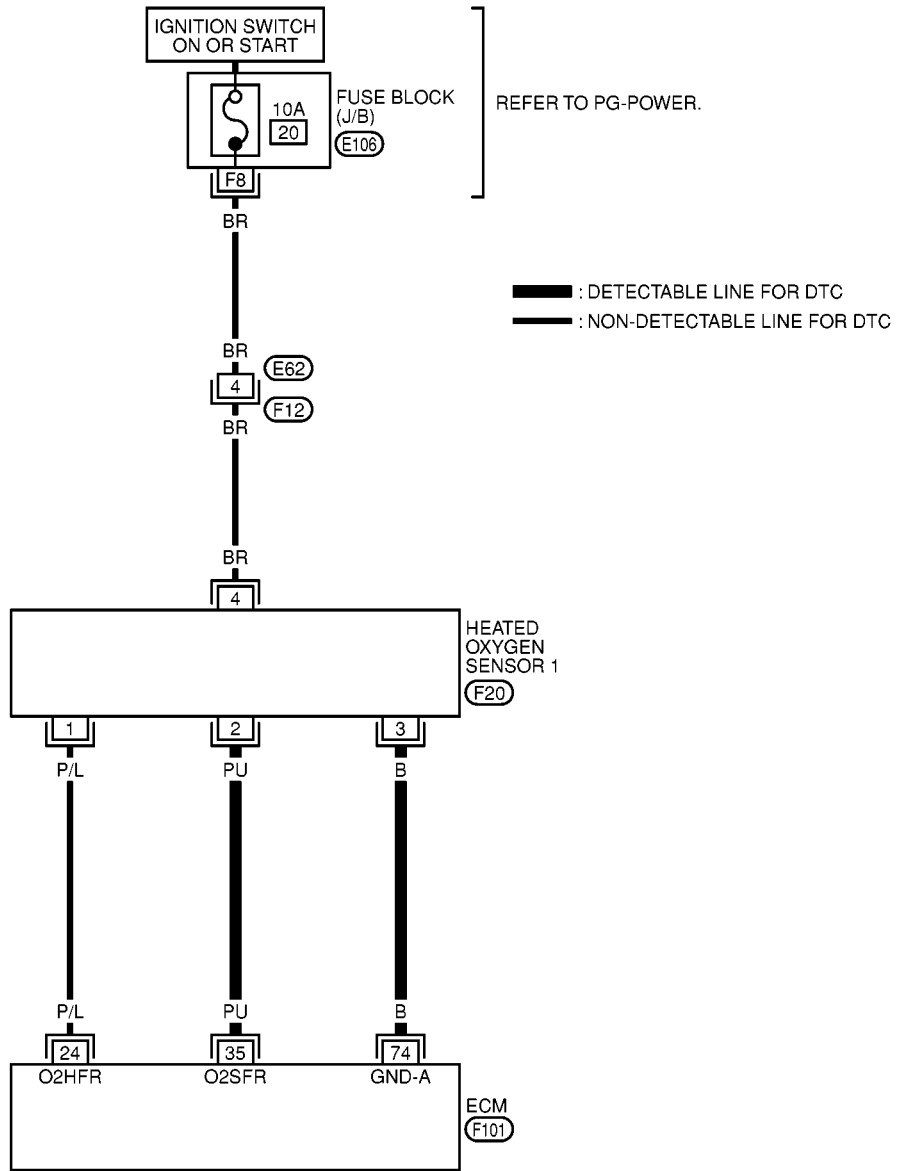 IGNITION SWITCH
ON OR START
FUSE BLOCK
(J/B)
10A
20
E106
REFER TO PG-POWER.
F8
BR
: DETECTABLE LINE FOR DTC
: NON-DETECTABLE LINE FOR DTC
BR
E62
4
F12
BR
BR
4
HEATED
OXYGEN
SENSOR 1
F20
1 2 3
P/L PU B
P/L PU B
24 35 74
O2HFR O2SFR GND-A
ECM
F101